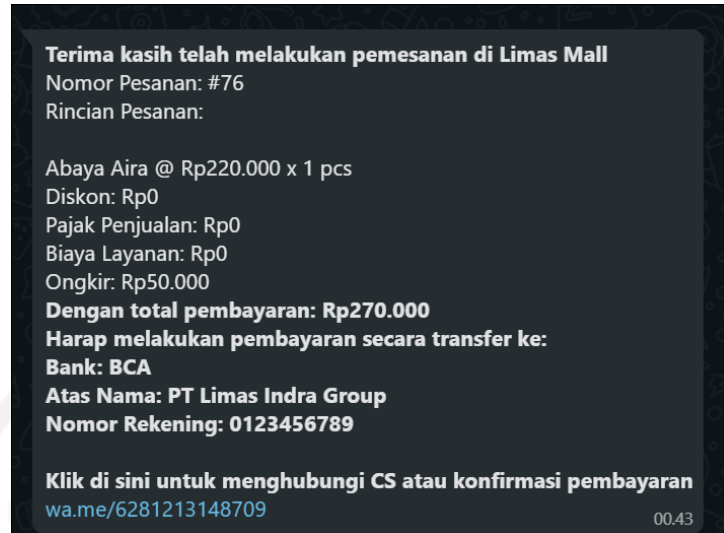 Terima kasih telah melakukan pemesanan di Limas Mall
Nomor Pesanan: #76
Rincian Pesanan:
Abaya Aira @ Rp220.000 x 1 pcs
Diskon: Rp0
Pajak Penjualan: Rp0
Biaya Layanan: Rp0
Ongkir: Rp50.000
Dengan total pembayaran: Rp270.000
Harap melakukan pembayaran secara transfer ke:
Bank: BCA
Atas Nama: PT Limas Indra Group
Nomor Rekening: 0123456789
Klik di sini untuk menghubungi CS atau konfirmasi pembayaran
wa.me/6281213148709
00.43